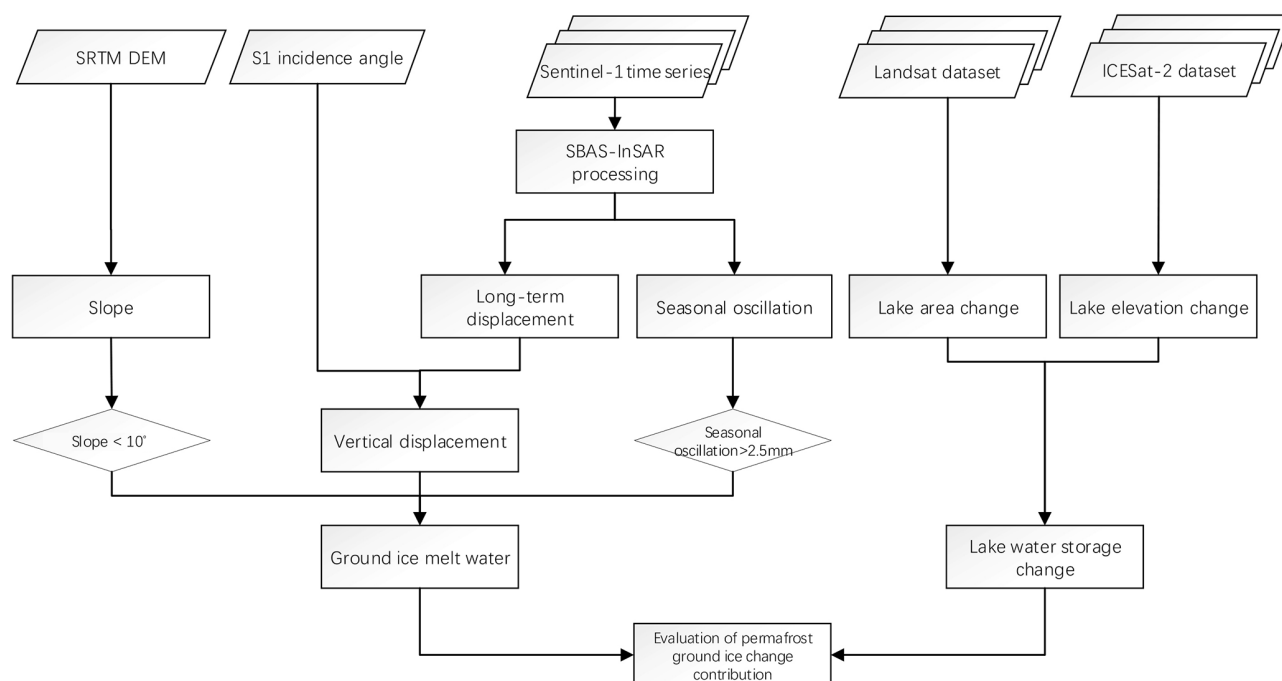 SRTM DEM
S1 incidence angle
Sentinel-1 time series
Landsat dataset
ICESat-2 dataset
SBAS-InSAR
processing
Slope
Long-term
displacement
Seasonal oscillation
Lake area change
Lake elevation change
Slope < 10°
Vertical displacement
Seasonal
oscillation>2.5mm
Ground ice melt water
Lake water storage
change
Evaluation of permafrost
ground ice change
contribution